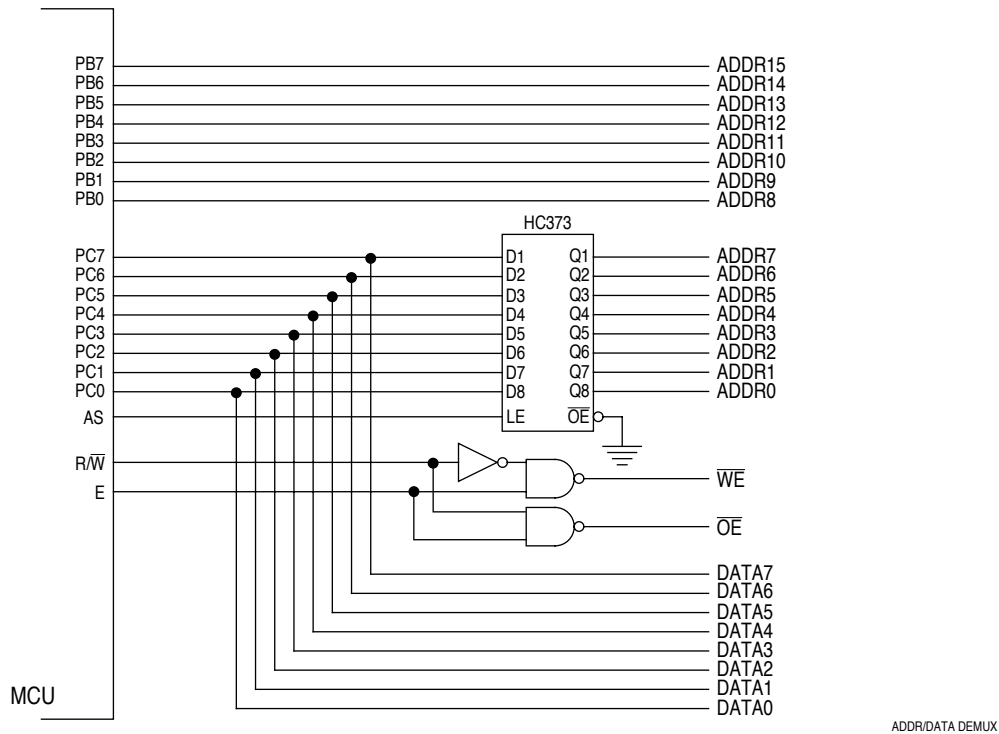 PB7 ADDR15
PB6 ADDR14
PB5 ADDR13
PB4 ADDR12
PB3 ADDR11
PB2 ADDR10
PB1 ADDR9
PB0 ADDR8
HC373
PC7 D1 Q1 ADDR7
PC6 D2 Q2 ADDR6
PC5 D3 Q3 ADDR5
PC4 D4 Q4 ADDR4
PC3 D5 Q5 ADDR3
PC2 D6 Q6 ADDR2
PC1 D7 Q7 ADDR1
PC0 D8 Q8 ADDR0
AS LE O̅E̅
R/W̅
W̅E̅
E
O̅E̅
DATA7
DATA6
DATA5
DATA4
DATA3
DATA2
MCU DATA1
DATA0
ADDR/DATA DEMUX